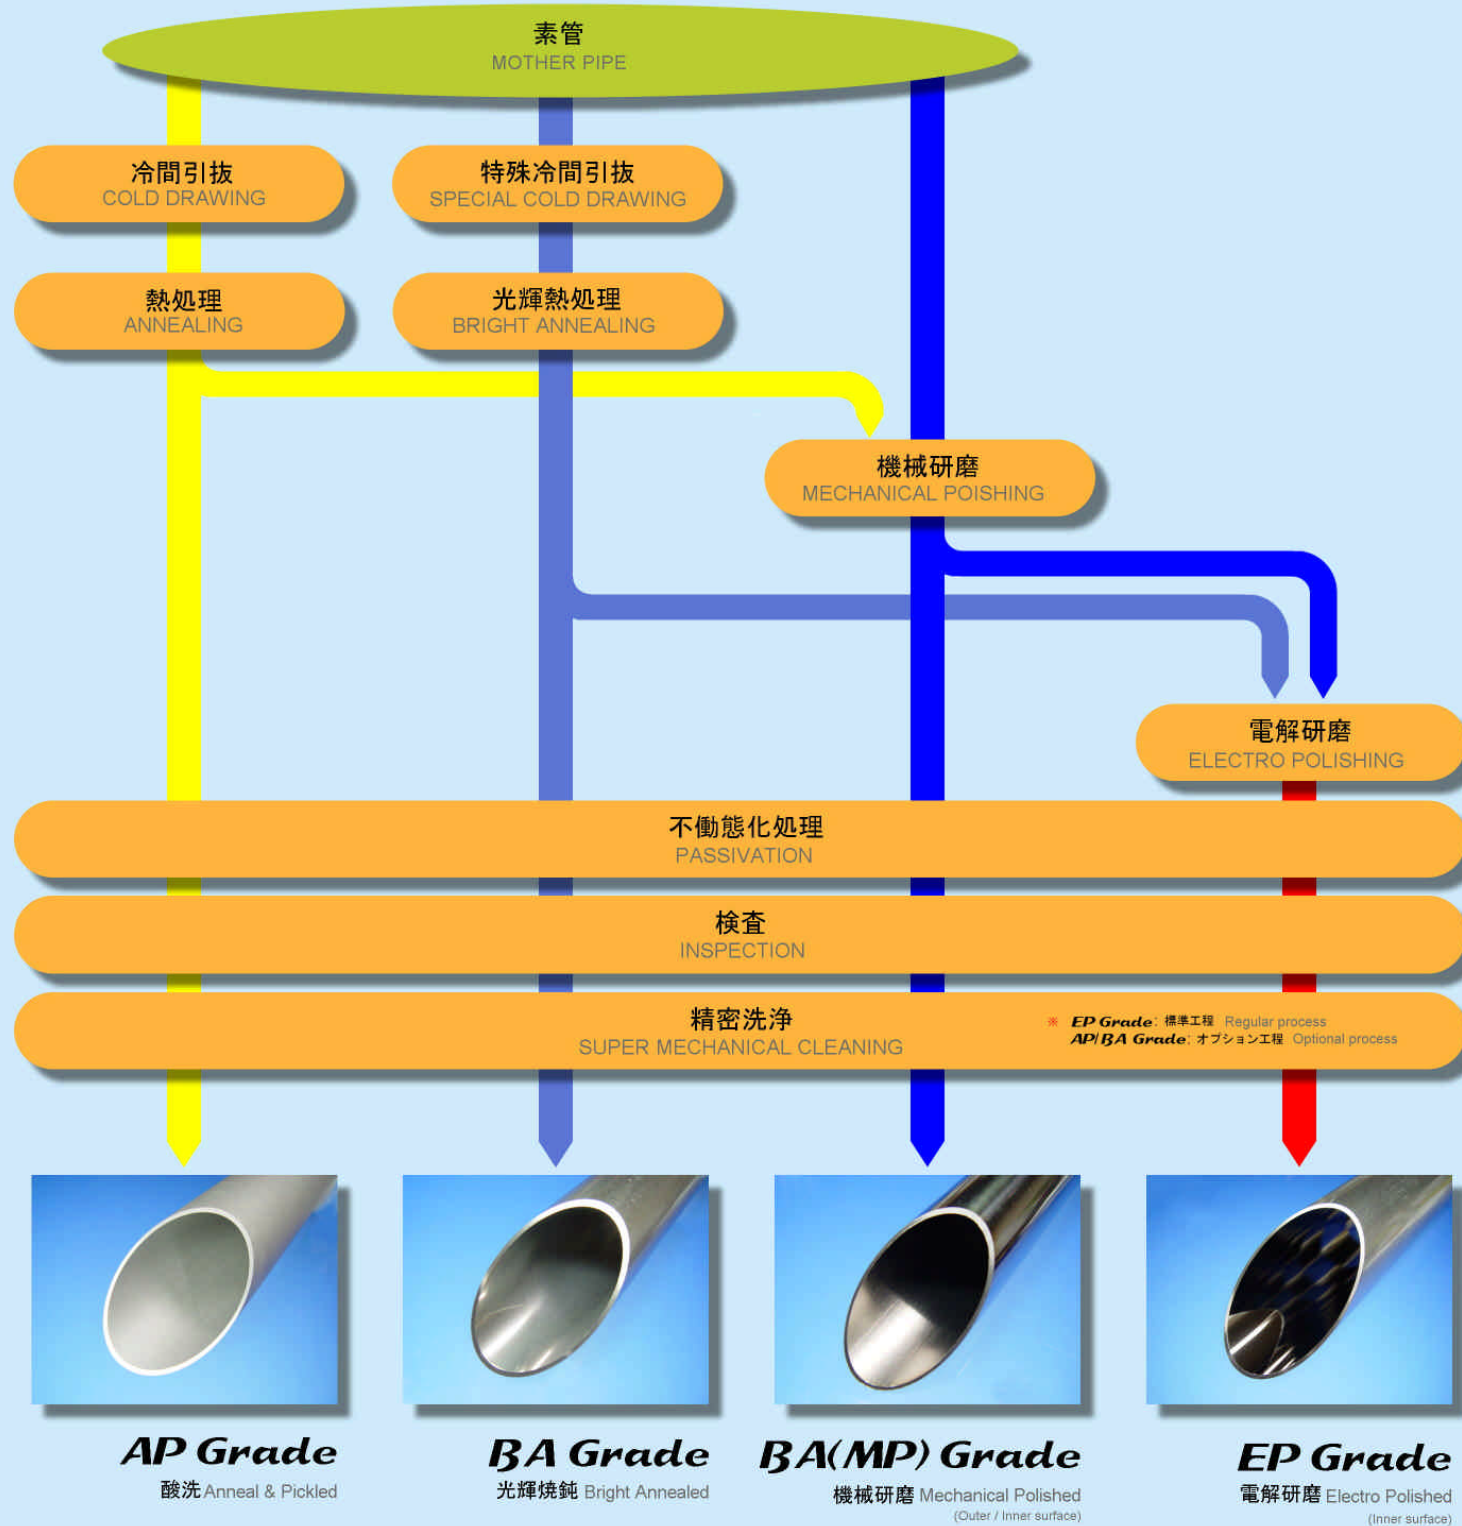 素管
MOTHER PIPE
冷間引抜
COLD DRAWING
特殊冷間引抜
SPECIAL COLD DRAWING
熱処理
ANNEALING
光輝熱処理
BRIGHT ANNEALING
機械研磨
MECHANICAL POISHING
電解研磨
ELECTRO POLISHING
不働態化処理
PASSIVATION
検査
INSPECTION
精密洗浄
SUPER MECHANICAL CLEANING
※ EP Grade: 標準工程 Regular process
AP/BA Grade: オプション工程 Optional process
AP Grade
酸洗 Anneal & Pickled
BA Grade
光輝焼鈍 Bright Annealed
BA(MP) Grade
機械研磨 Mechanical Polished
(Outer / Inner surface)
EP Grade
電解研磨 Electro Polished
(Inner surface)